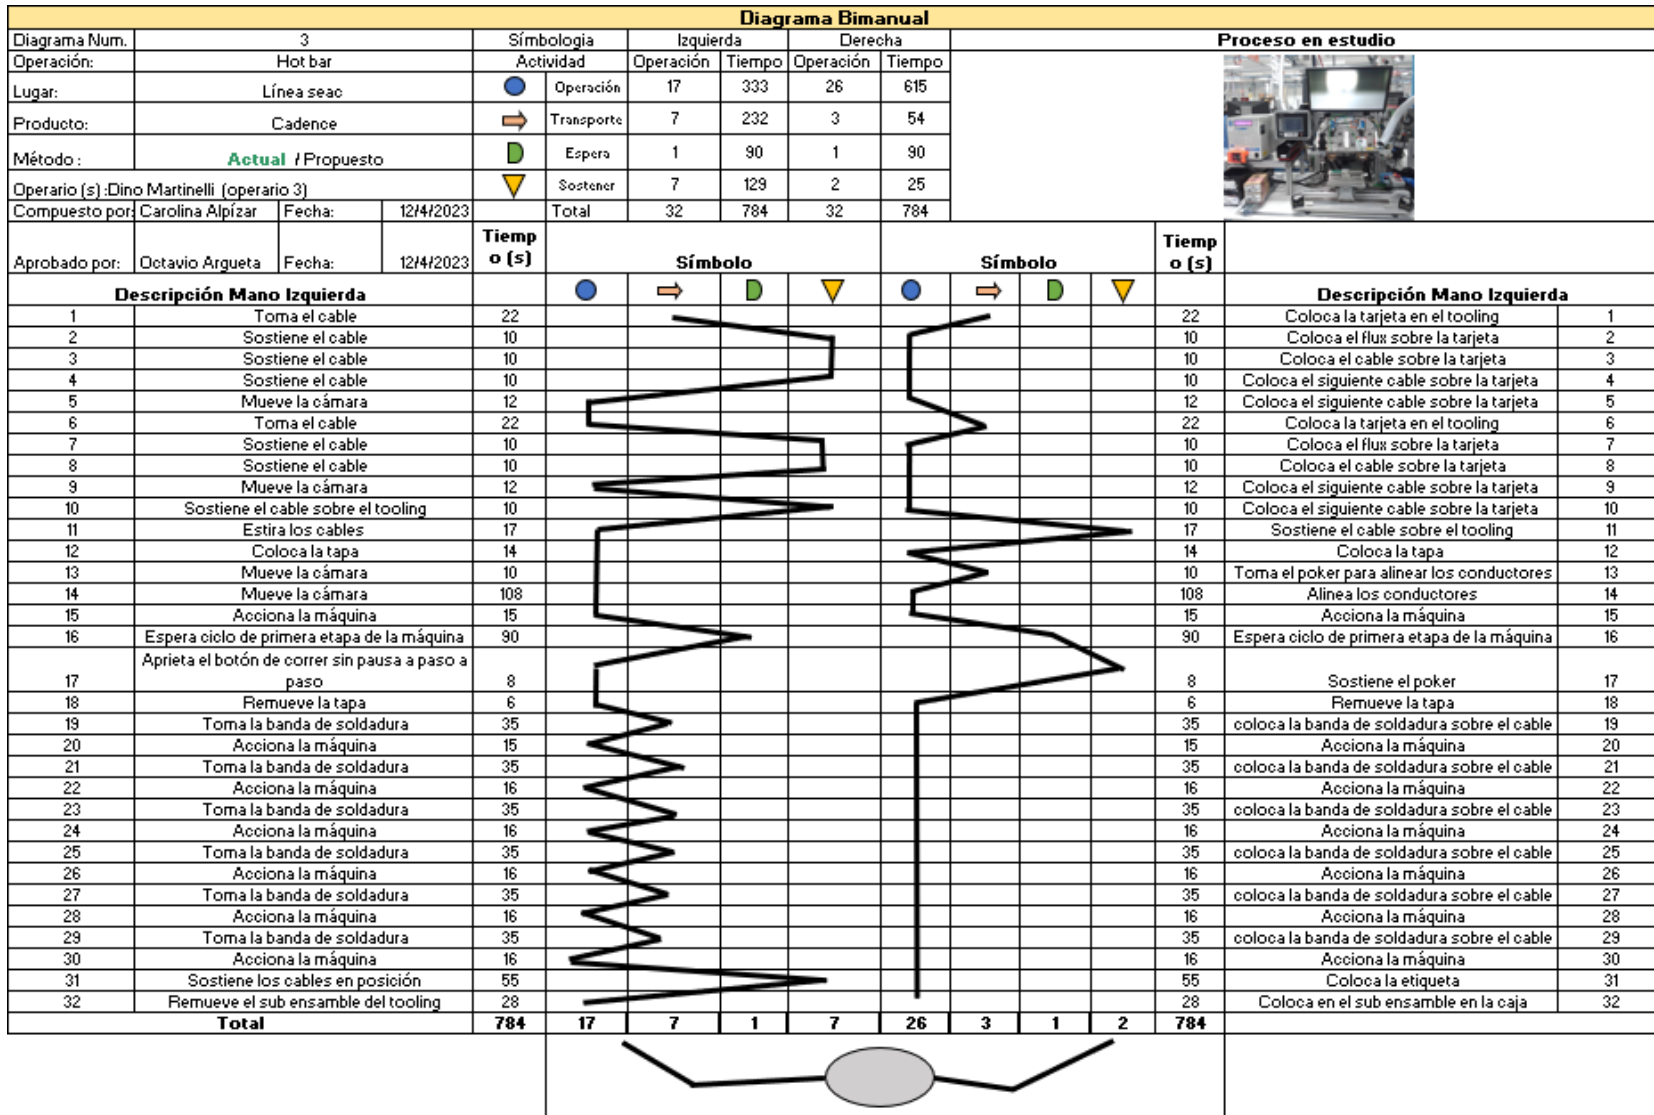 Diagrama Bimanual
Diagrama Num. 3 Símbologia Izquierda Derecha Proceso en estudio
Operación: Hot bar Actividad Operación Tiempo Operación Tiempo
Lugar: Línea seac Operación 17 333 26 615
Producto: Cadence Transporte 7 232 3 54
Método : Actual / Propuesto Espera 1 90 1 90
Operario (s) :Dino Martinelli (operario 3) Sostener 7 129 2 25
Compuesto por: Carolina Alpízar Fecha: 12/4/2023 Total 32 784 32 784
Aprobado por: Octavio Argueta Fecha: 12/4/2023 Tiemp o (s) Símbolo Símbolo Tiemp o (s)
Descripción Mano Izquierda Descripción Mano Izquierda
1 Toma el cable 22 22 Coloca la tarjeta en el tooling 1
2 Sostiene el cable 10 10 Coloca el flux sobre la tarjeta 2
3 Sostiene el cable 10 10 Coloca el cable sobre la tarjeta 3
4 Sostiene el cable 10 10 Coloca el siguiente cable sobre la tarjeta 4
5 Mueve la cámara 12 12 Coloca el siguiente cable sobre la tarjeta 5
6 Toma el cable 22 22 Coloca la tarjeta en el tooling 6
7 Sostiene el cable 10 10 Coloca el flux sobre la tarjeta 7
8 Sostiene el cable 10 10 Coloca el cable sobre la tarjeta 8
9 Mueve la cámara 12 12 Coloca el siguiente cable sobre la tarjeta 9
10 Sostiene el cable sobre el tooling 10 10 Coloca el siguiente cable sobre la tarjeta 10
11 Estira los cables 17 17 Sostiene el cable sobre el tooling 11
12 Coloca la tapa 14 14 Coloca la tapa 12
13 Mueve la cámara 10 10 Toma el poker para alinear los conductores 13
14 Mueve la cámara 108 108 Alinea los conductores 14
15 Acciona la máquina 15 15 Acciona la máquina 15
16 Espera ciclo de primera etapa de la máquina 90 90 Espera ciclo de primera etapa de la máquina 16
Aprieta el botón de correr sin pausa a paso a
17 paso 8 8 Sostiene el poker 17
18 Remueve la tapa 6 6 Remueve la tapa 18
19 Toma la banda de soldadura 35 35 coloca la banda de soldadura sobre el cable 19
20 Acciona la máquina 15 15 Acciona la máquina 20
21 Toma la banda de soldadura 35 35 coloca la banda de soldadura sobre el cable 21
22 Acciona la máquina 16 16 Acciona la máquina 22
23 Toma la banda de soldadura 35 35 coloca la banda de soldadura sobre el cable 23
24 Acciona la máquina 16 16 Acciona la máquina 24
25 Toma la banda de soldadura 35 35 coloca la banda de soldadura sobre el cable 25
26 Acciona la máquina 16 16 Acciona la máquina 26
27 Toma la banda de soldadura 35 35 coloca la banda de soldadura sobre el cable 27
28 Acciona la máquina 16 16 Acciona la máquina 28
29 Toma la banda de soldadura 35 35 coloca la banda de soldadura sobre el cable 29
30 Acciona la máquina 16 16 Acciona la máquina 30
31 Sostiene los cables en posición 55 55 Coloca la etiqueta 31
32 Remueve el sub ensamble del tooling 28 28 Coloca en el sub ensamble en la caja 32
Total 784 17 7 1 7 26 3 1 2 784